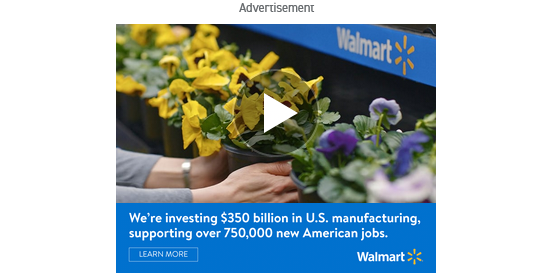 Advertisement
Walmart
We're investing $350 billion in U.S. manufacturing,
supporting over 750,000 new American jobs.
LEARN MORE
Walmart